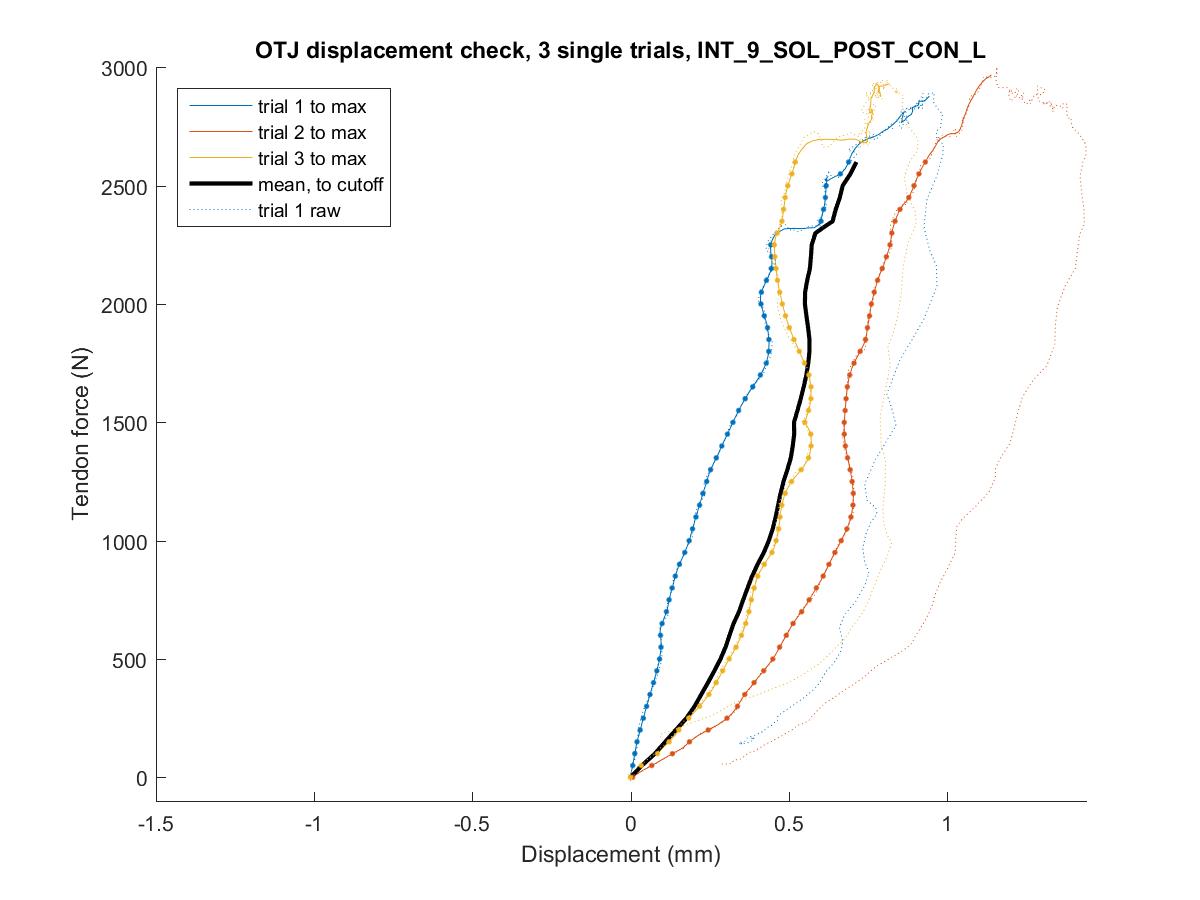 OTJ displacement check, 3 single trials, INT_9_SOL_POST_CON_L
3000
2500
2000
1500
1000
500
0
trial 1 to max
trial 2 to max
trial 3 to max
mean, to cutoff
trial 1 raw
Tendon force (N)
-1.5
-1
-0.5
0
0.5
1
Displacement (mm)